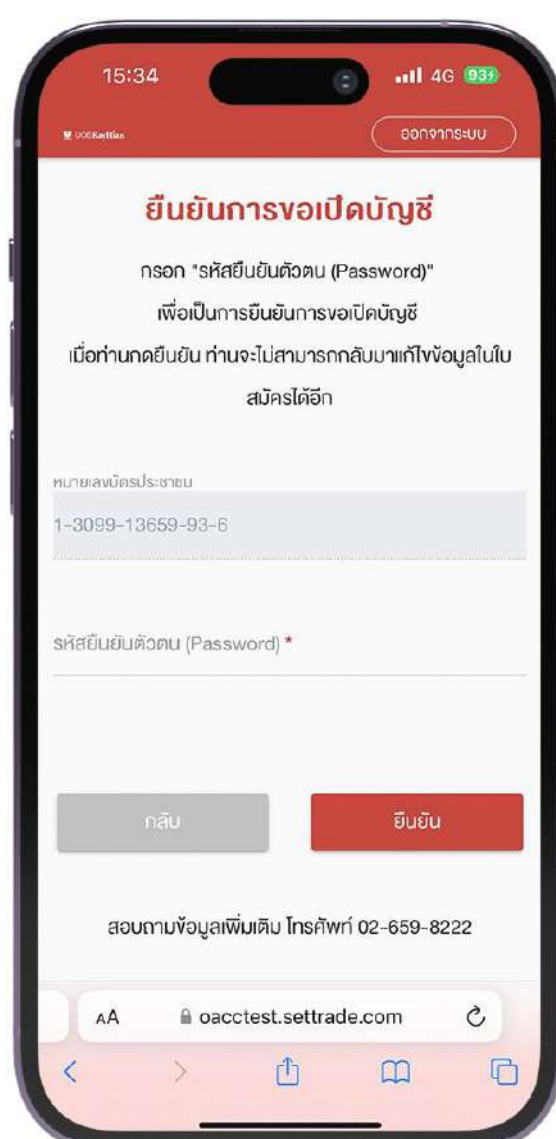 15:34
4G 93
UOBKayHian
ออกจากระบบ
ยืนยันการขอเปิดบัญชี
กรอก "รหัสยืนยันตัวตน (Password)"
เพื่อเป็นการยืนยันการขอเปิดบัญชี
เมื่อท่านกดยืนยัน ท่านจะไม่สามารถกลับมาแก้ไขข้อมูลในใบ
สมัครได้อีก
หมายเลขบัตรประชาชน
1-3099-13659-93-6
รหัสยืนยันตัวตน (Password) *
กลับ
ยืนยัน
สอบถามข้อมูลเพิ่มเติม โทรศัพท์ 02-659-8222
AA
oacctest.settrade.com